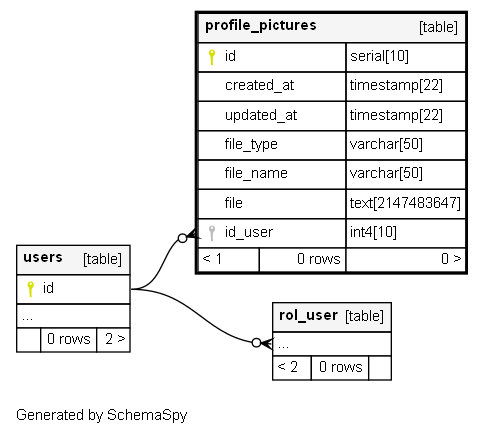 profile_pictures [table]
id serial[10]
created_at timestamp[22]
updated_at timestamp[22]
file_type varchar[50]
file_name varchar[50]
file text[2147483647]
id_user int4[10]
< 1 0 rows 0 >
users [table]
id
...
0 rows 2 >
rol_user [table]
...
< 2 0 rows
Generated by SchemaSpy